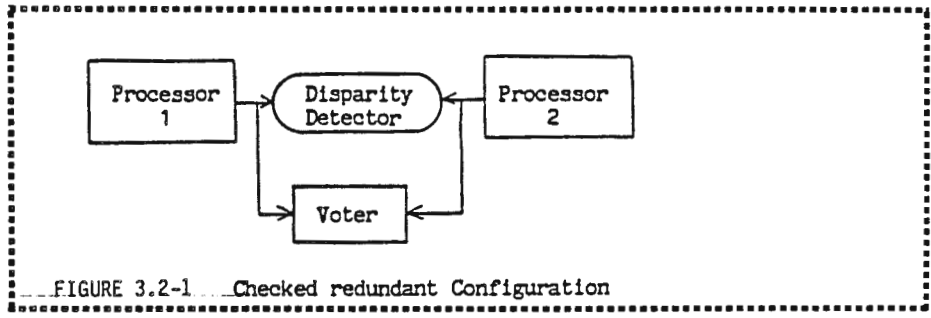 Processor
1
Disparity
Detector
Processor
2
Voter
FIGURE 3.2-1 Checked redundant Configuration